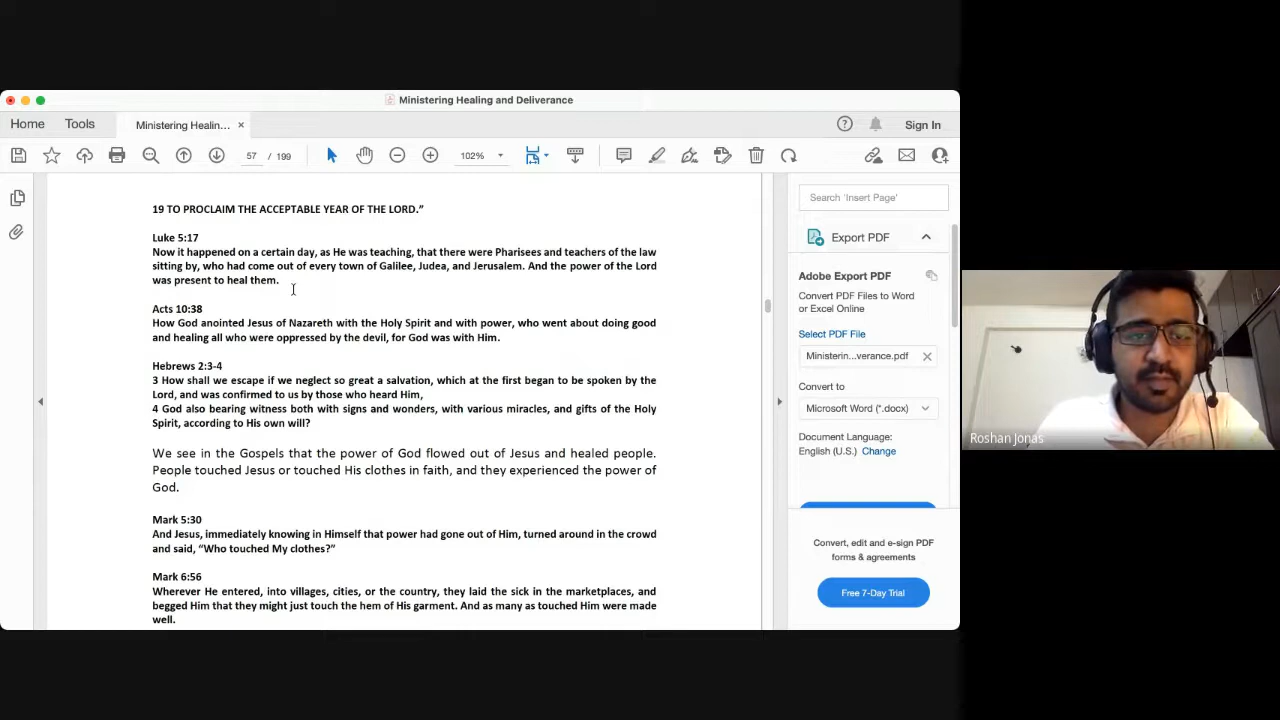 Ministering Healing and Deliverance
Home Tools Ministering Healin... × Sign In
57 / 199 102%
19 TO PROCLAIM THE ACCEPTABLE YEAR OF THE LORD.”
Luke 5:17
Now it happened on a certain day, as He was teaching, that there were Pharisees and teachers of the law
sitting by, who had come out of every town of Galilee, Judea, and Jerusalem. And the power of the Lord
was present to heal them.
Acts 10:38
How God anointed Jesus of Nazareth with the Holy Spirit and with power, who went about doing good
and healing all who were oppressed by the devil, for God was with Him.
Hebrews 2:3-4
3 How shall we escape if we neglect so great a salvation, which at the first began to be spoken by the
Lord, and was confirmed to us by those who heard Him,
4 God also bearing witness both with signs and wonders, with various miracles, and gifts of the Holy
Spirit, according to His own will?
We see in the Gospels that the power of God flowed out of Jesus and healed people.
People touched Jesus or touched His clothes in faith, and they experienced the power of
God.
Mark 5:30
And Jesus, immediately knowing in Himself that power had gone out of Him, turned around in the crowd
and said, “Who touched My clothes?”
Mark 6:56
Wherever He entered, into villages, cities, or the country, they laid the sick in the marketplaces, and
begged Him that they might just touch the hem of His garment. And as many as touched Him were made
well.
Search 'Insert Page'
Export PDF
Adobe Export PDF
Convert PDF Files to Word
or Excel Online
Select PDF File
Ministerin...verance.pdf
Convert to
Microsoft Word (*.docx)
Document Language:
English (U.S.) Change
Convert, edit and e-sign PDF
forms & agreements
Free 7-Day Trial
Roshan Jonas